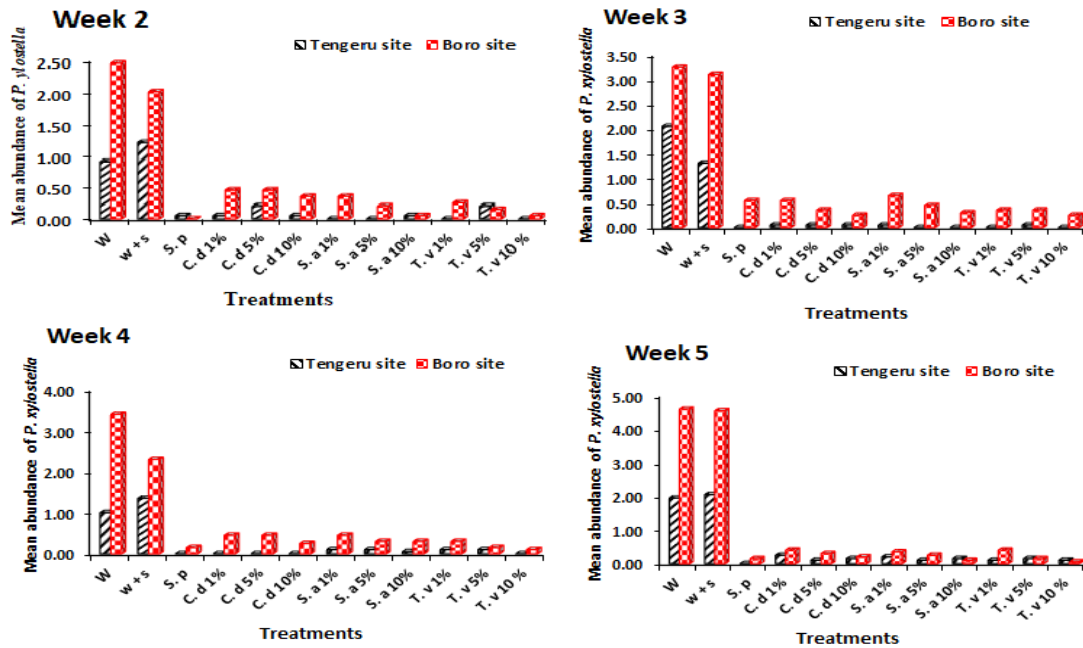 Week 2
Tengeru site Boro site
Mean abundance of P. ylostella
2.50
2.00
1.50
1.00
0.50
0.00
W w + s S. p C. d 1% C. d 5% C. d 10% S. a 1% S. a 5% S. a 10% T. v 1% T. v 5% T. v 10 %
Treatments
Week 3
Tengeru site Boro site
Mean abundance of P. xylostella
3.50
3.00
2.50
2.00
1.50
1.00
0.50
0.00
W w + s S. p C. d 1% C. d 5% C. d 10% S. a 1% S. a 5% S. a 10% T. v 1% T. v 5% T. v 10 %
Treatments
Week 4
Tengeru site Boro site
Mean abundance of P. xylostella
4.00
3.00
2.00
1.00
0.00
W w + s S. p C. d 1% C. d 5% C. d 10% S. a 1% S. a 5% S. a 10% T. v 1% T. v 5% T. v 10 %
Treatments
Week 5
Tengeru site Boro site
Mean abundance of P. xylostella
5.00
4.00
3.00
2.00
1.00
0.00
W w + s S. p C. d 1% C. d 5% C. d 10% S. a 1% S. a 5% S. a 10% T. v 1% T. v 5% T. v 10 %
Treatments